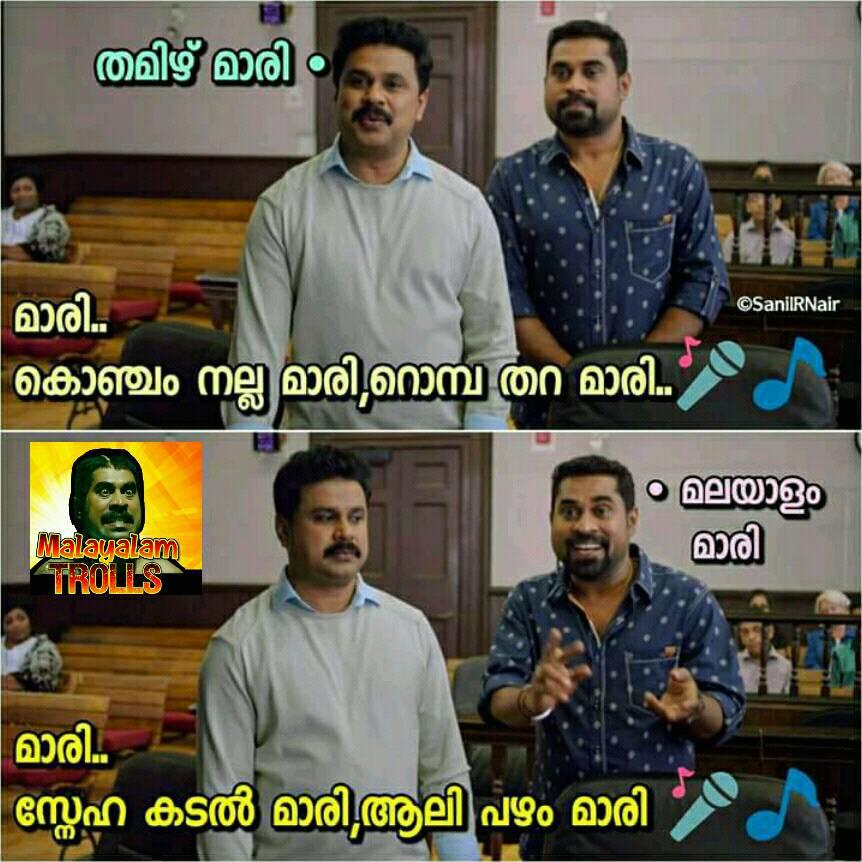 തമിഴ് മാരി •
©SanilRNair
മാരി..
കൊഞ്ചം നല്ല മാരി,റൊമ്പ തറ മാരി..
Malayalam
TROLLS
• മലയാളം
മാരി
മാരി..
സ്നേഹ കടൽ മാരി,ആലി പഴം മാരി